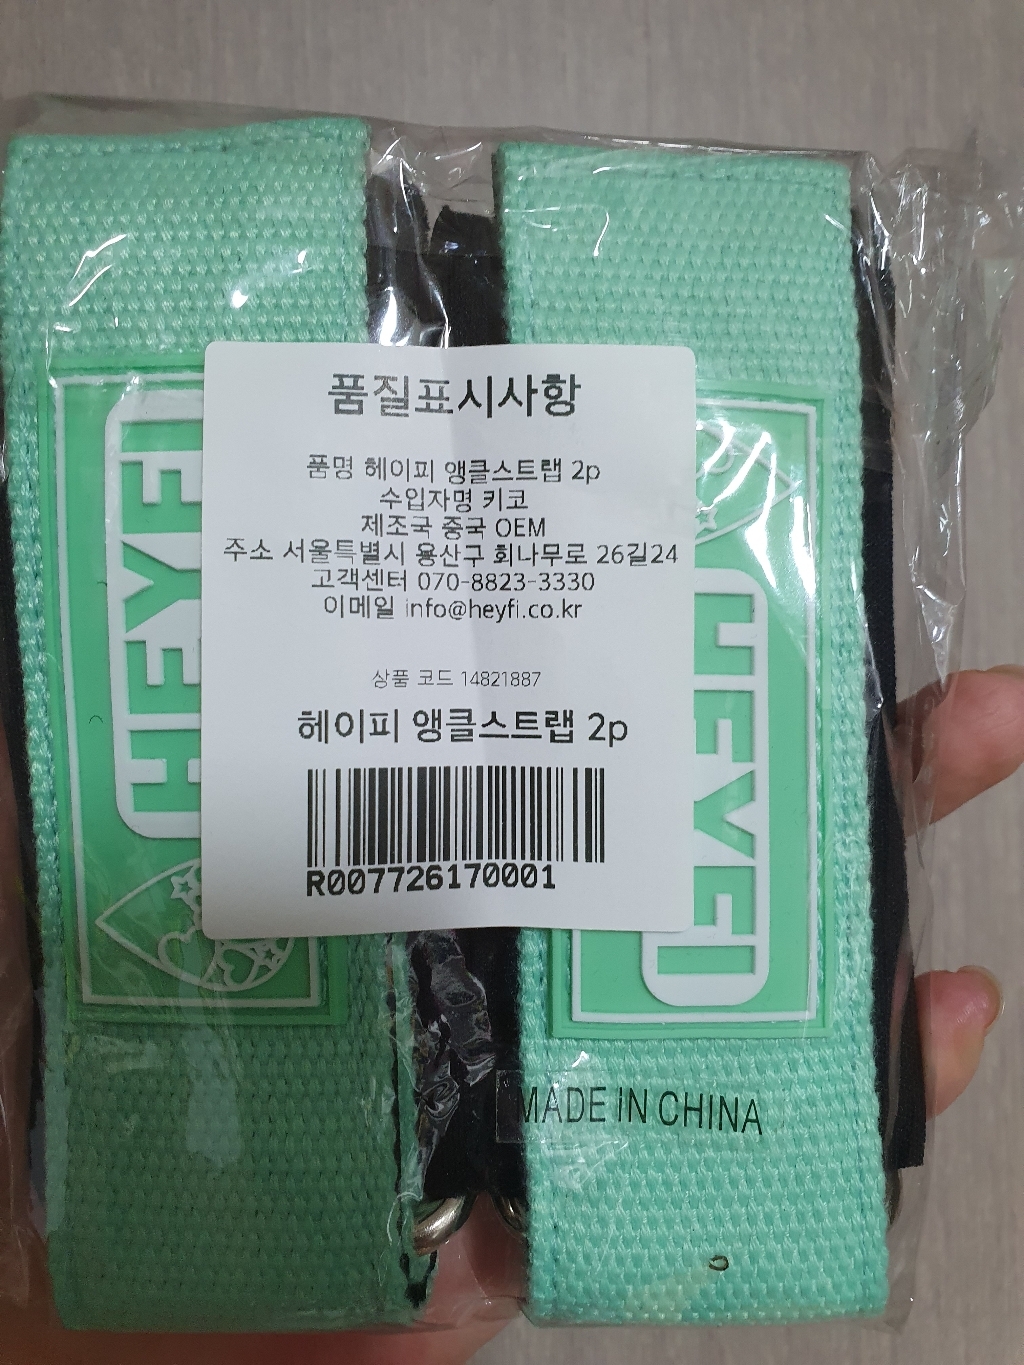 품질표시사항
품명 헤이피 앵클스트랩 2p
수입자명 키코
제조국 중국 OEM
주소 서울특별시 용산구 회나무로 26길24
고객센터 070-8823-3330
이메일 info@heyfi.co.kr
상품 코드 14821887
헤이피 앵클스트랩 2p
R007726170001
HEYFI
HEYFI
MADE IN CHINA